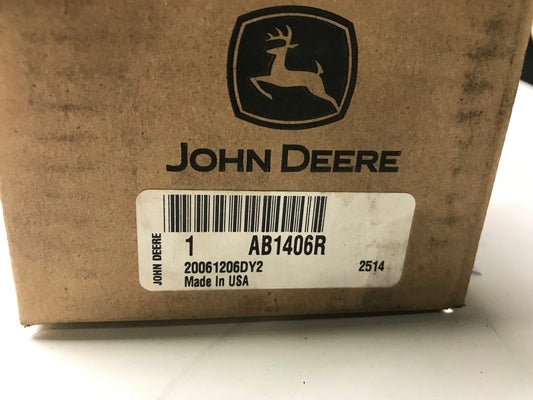 JOHN DEERE
JOHN DEERE
1 AB1406R
20061206DY2 2514
Made In USA